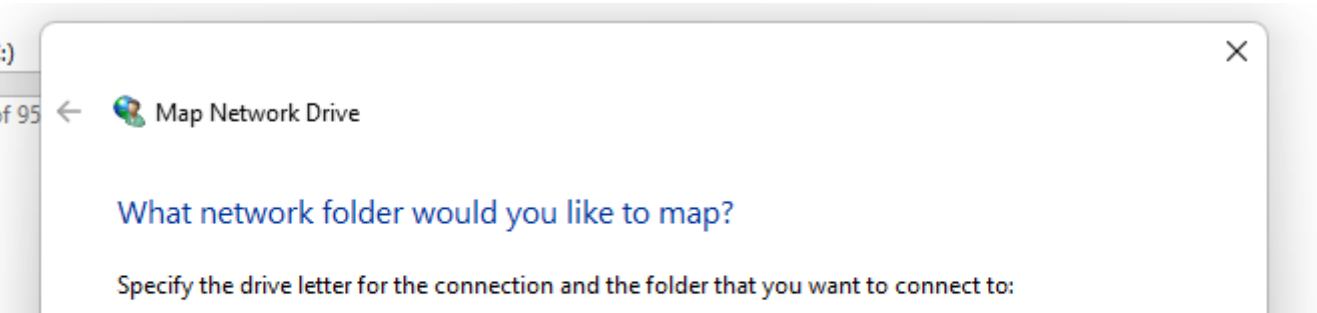 :)
of 95
Map Network Drive
What network folder would you like to map?
Specify the drive letter for the connection and the folder that you want to connect to: